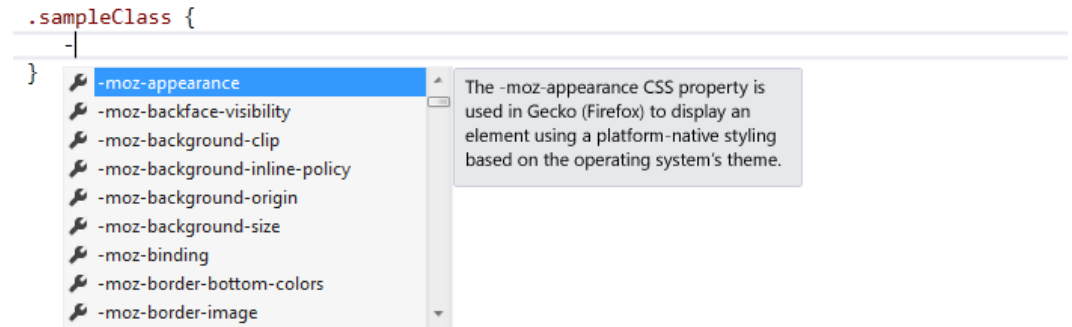 .sampleClass {
-
}
-moz-appearance
-moz-backface-visibility
-moz-background-clip
-moz-background-inline-policy
-moz-background-origin
-moz-background-size
-moz-binding
-moz-border-bottom-colors
-moz-border-image
The -moz-appearance CSS property is
used in Gecko (Firefox) to display an
element using a platform-native styling
based on the operating system's theme.